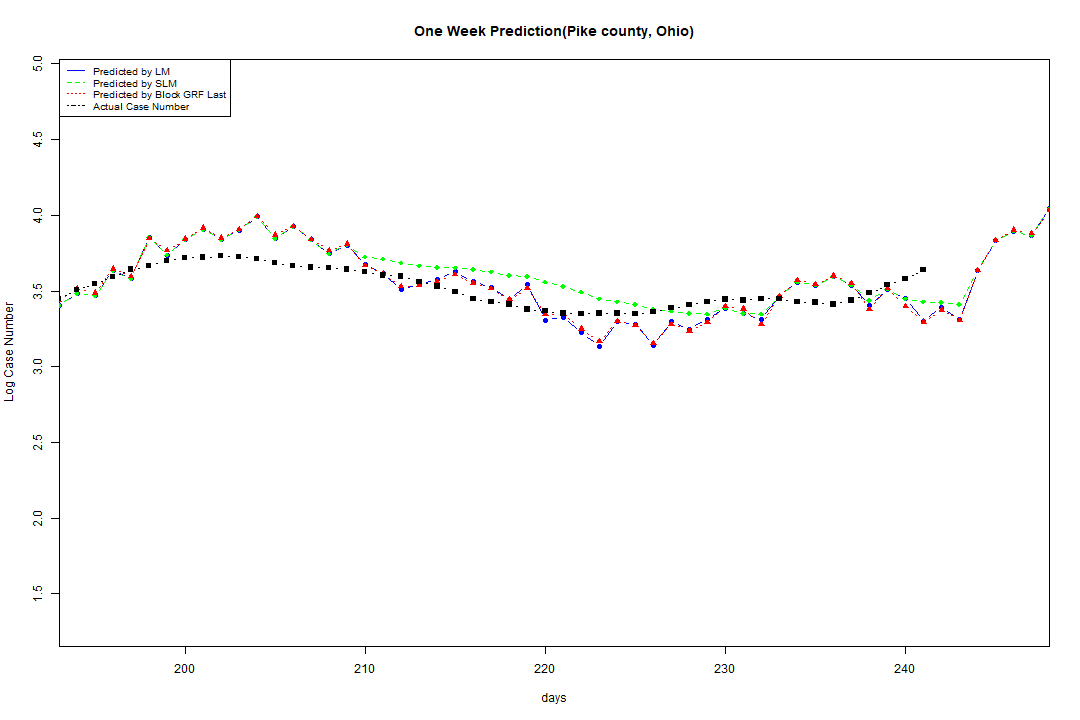 One Week Prediction(Pike county, Ohio)
Predicted by LM
Predicted by SLM
Predicted by Block GRF Last
Actual Case Number
5.0
4.5
4.0
3.5
3.0
2.5
2.0
1.5
Log Case Number
200 210 220 230 240
days